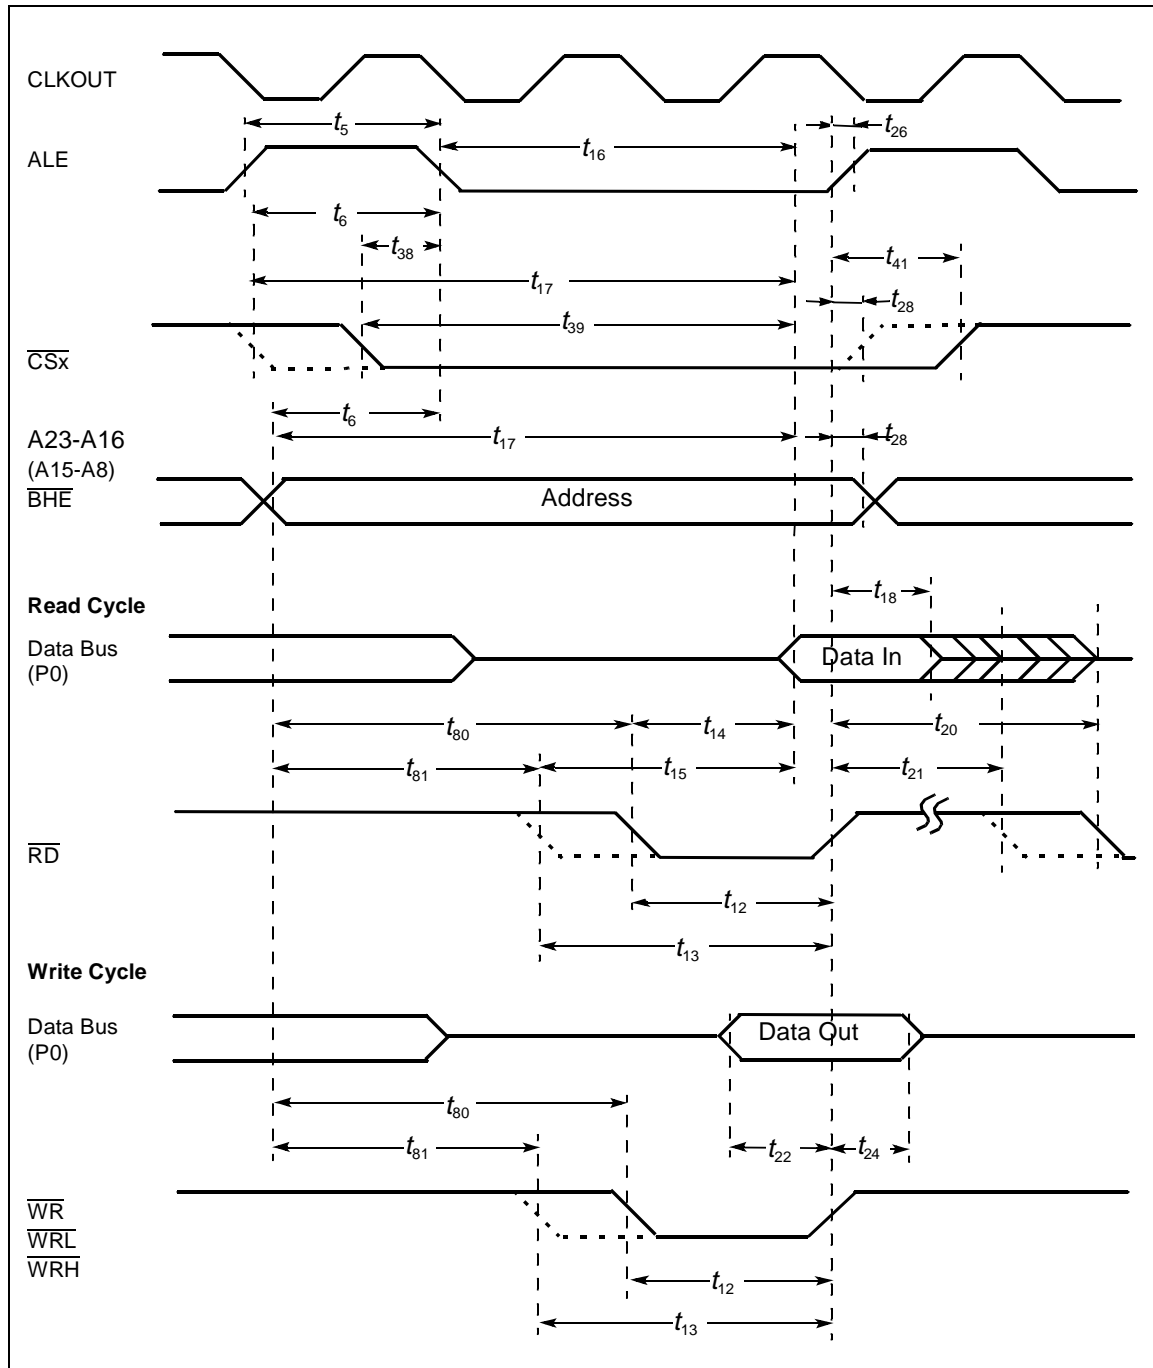 CLKOUT
t5
t26
ALE
t16
t6
t38
t41
t17
t28
t39
CSx
t6
A23-A16
t17
t28
(A15-A8)
BHE
Address
t18
Read Cycle
Data Bus
Data In
(P0)
t80
t14
t20
t81
t15
t21
RD
t12
t13
Write Cycle
Data Bus
Data Out
(P0)
t80
t81
t22
t24
WR
WRL
WRH
t12
t13